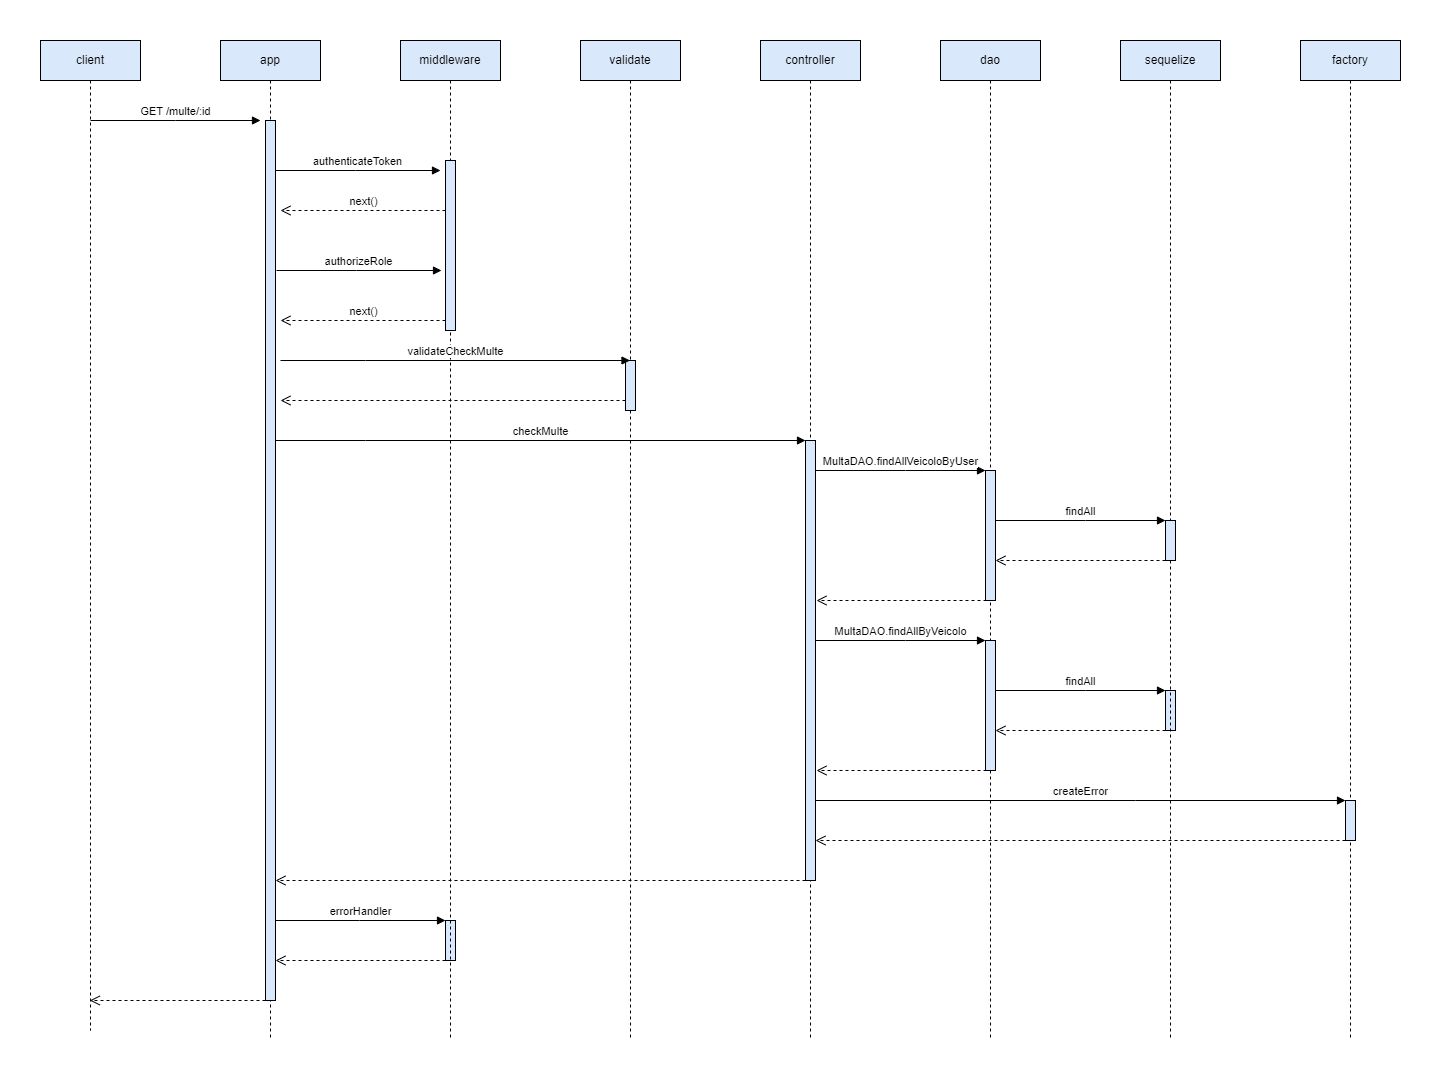 client
app
middleware
validate
controller
dao
sequelize
factory
GET /multe/:id
authenticateToken
next()
authorizeRole
next()
validateCheckMulte
checkMulte
MultaDAO.findAllVeicoloByUser
findAll
MultaDAO.findAllByVeicolo
findAll
createError
errorHandler